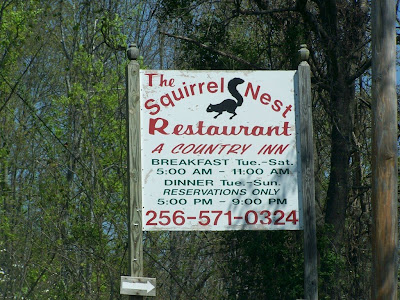 The
Squirrel Nest
Restaurant
A COUNTRY INN
BREAKFAST Tue.-Sat.
5:00 AM - 11:00 AM
DINNER Tue.-Sun.
RESERVATIONS ONLY
5:00 PM - 9:00 PM
256-571-0324